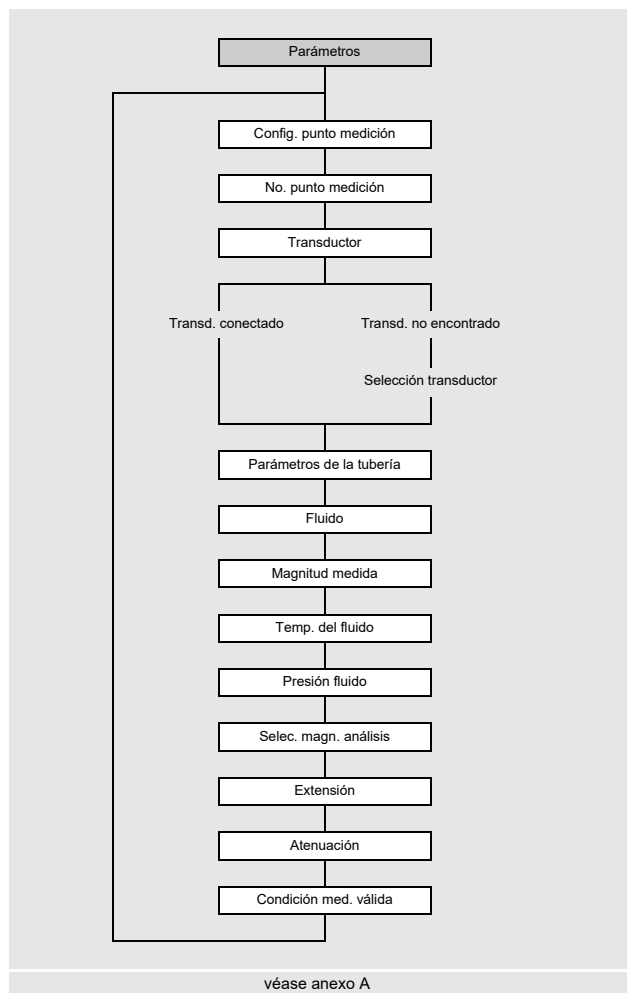 Parámetros
Config. punto medición
No. punto medición
Transductor
Transd. conectado
Transd. no encontrado
Selección transductor
Parámetros de la tubería
Fluido
Magnitud medida
Temp. del fluido
Presión fluido
Selec. magn. análisis
Extensión
Atenuación
Condición med. válida
véase anexo A